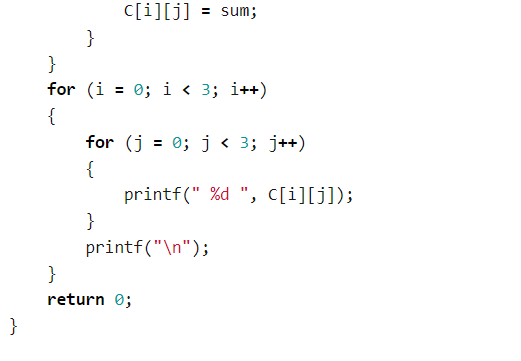 C[i][j] = sum;
        }
    }
    for (i = 0; i < 3; i++)
    {
        for (j = 0; j < 3; j++)
        {
            printf(" %d ", C[i][j]);
        }
        printf("\n");
    }
    return 0;
}